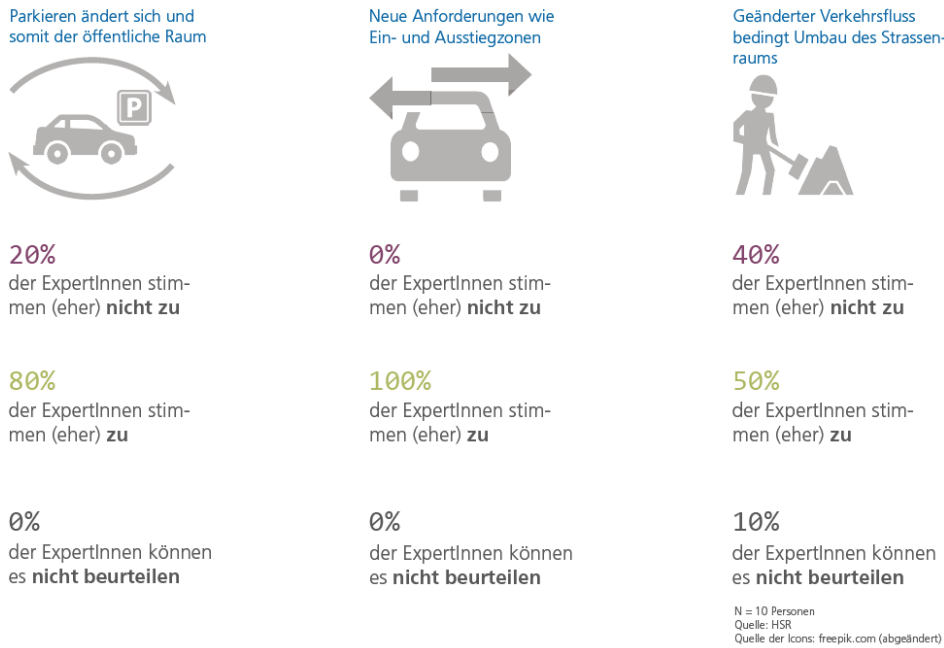 Parkieren ändert sich und
somit der öffentliche Raum
P
20%
der ExpertInnen stim-
men (eher) nicht zu
80%
der ExpertInnen stim-
men (eher) zu
0%
der ExpertInnen können
es nicht beurteilen
Neue Anforderungen wie
Ein- und Ausstiegzonen
0%
der ExpertInnen stim-
men (eher) nicht zu
100%
der ExpertInnen stim-
men (eher) zu
0%
der ExpertInnen können
es nicht beurteilen
Geänderter Verkehrsfluss
bedingt Umbau des Strassen-
raums
40%
der ExpertInnen stim-
men (eher) nicht zu
50%
der ExpertInnen stim-
men (eher) zu
10%
der ExpertInnen können
es nicht beurteilen
N = 10 Personen
Quelle: HSR
Quelle der Icons: freepik.com (abgeändert)